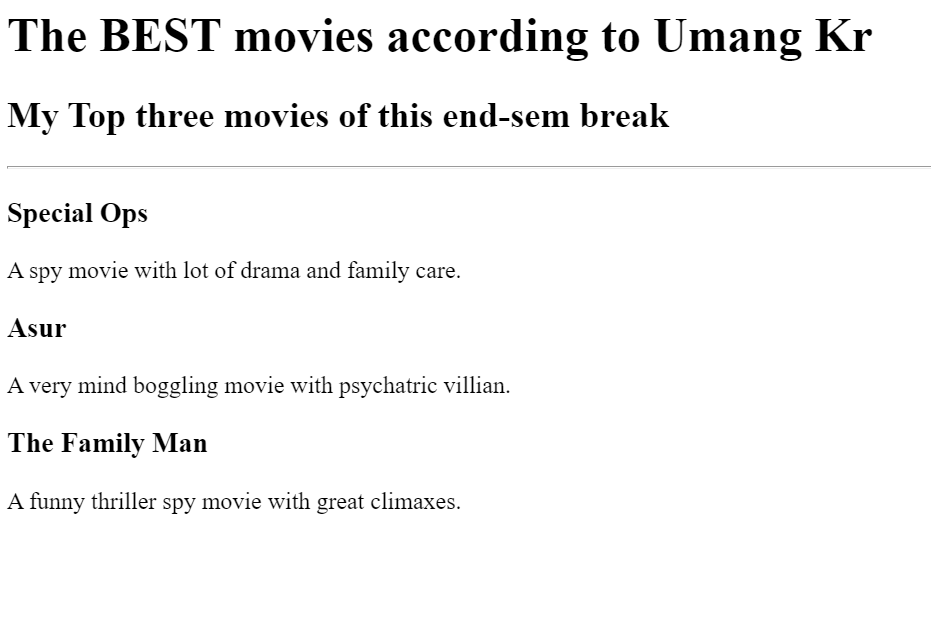 The BEST movies according to Umang Kr
My Top three movies of this end-sem break
Special Ops
A spy movie with lot of drama and family care.
Asur
A very mind boggling movie with psychatric villian.
The Family Man
A funny thriller spy movie with great climaxes.